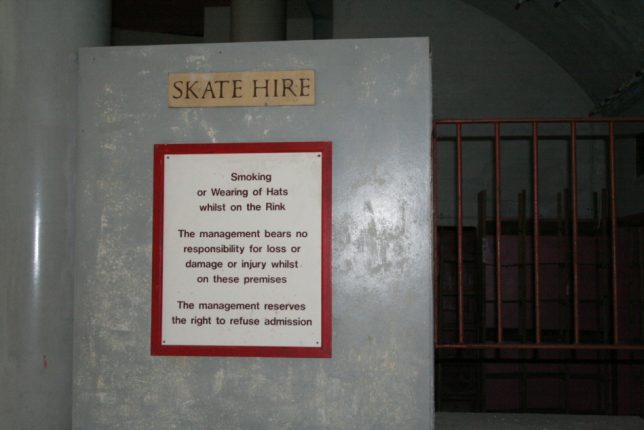 SKATE HIRE
Smoking
or Wearing of Hats
whilst on the Rink
The management bears no
responsibility for loss or
damage or injury whilst
on these premises
The management reserves
the right to refuse admission